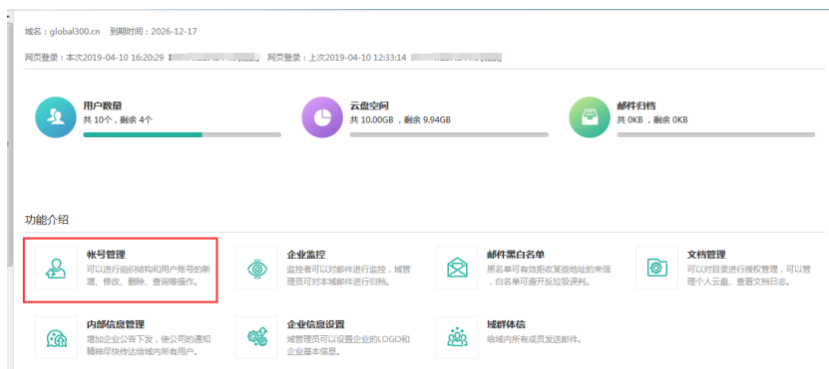 域名：global300.cn 到期时间：2026-12-17
网页登录：本次2019-04-10 16:20:29 网页登录：上次2019-04-10 12:33:14
用户数量
共 10个，剩余 4个
云盘空间
共 10.00GB ，剩余 9.94GB
邮件归档
共 0KB ，剩余 0KB
功能介绍
帐号管理
可以进行组织结构和用户账号的新
增、修改、删除、查询等操作。
企业监控
监控者可以对邮件进行监控，域管
理员可对本域邮件进行归档。
邮件黑白名单
黑名单可有效拒收某些地址的来信
，白名单可避开反垃圾误判。
文档管理
可以对目录进行授权管理，可以管
理个人云盘、查看文档日志。
内部信息管理
增加企业公告下发，使公司的通知
精神尽快传达给域内所有用户。
企业信息设置
域管理员可以设置企业的LOGO和
企业基本信息。
域群体信
给域内所有成员发送邮件。